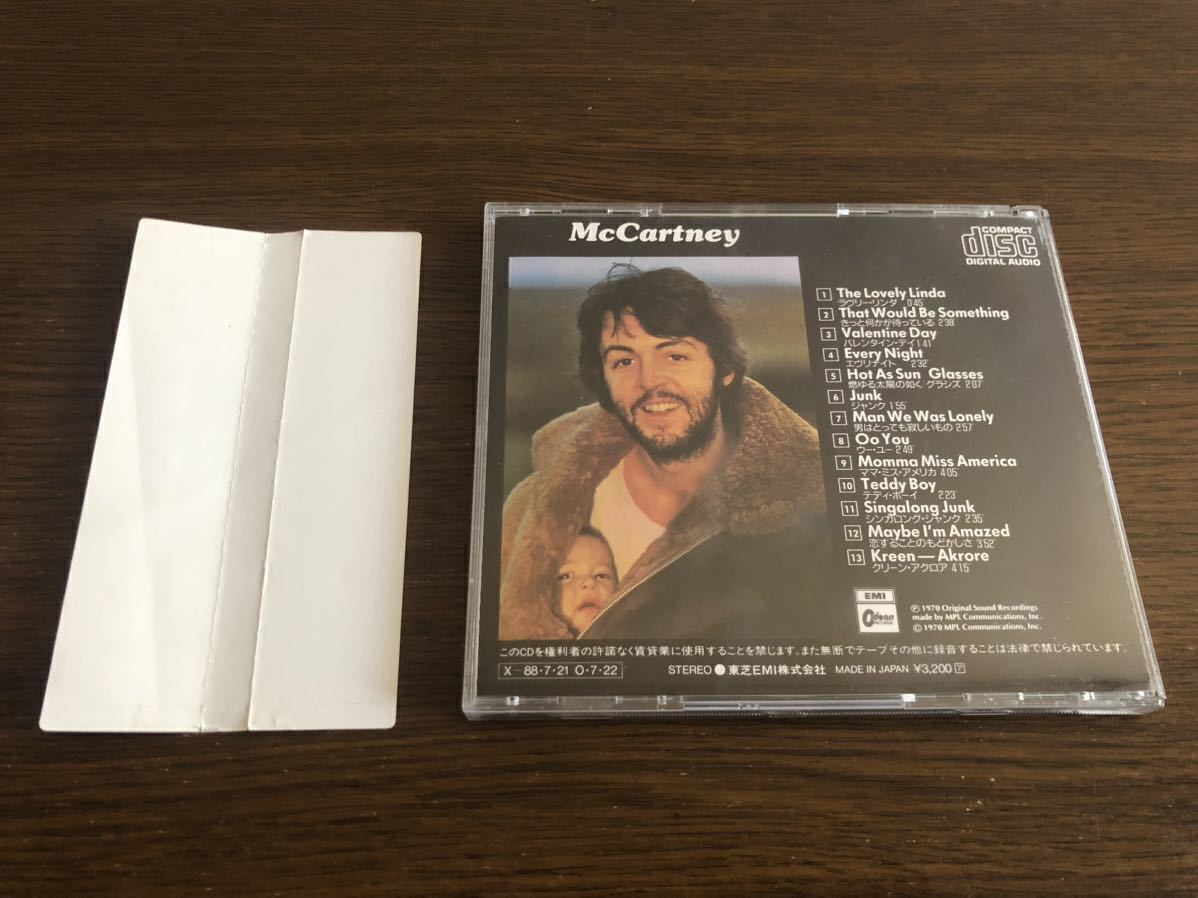 McCartney
COMPACT
disc
DIGITAL AUDIO
1 The Lovely Linda
ラヴリー・リンダ 0'45"
2 That Would Be Something
きっと何かが待っている 2'38"
3 Valentine Day
バレンタイン・デイ 1'41"
4 Every Night
エヴリナイト 2'32"
5 Hot As Sun Glasses
燃ゆる太陽の如く グラシズ 2'07"
6 Junk
ジャンク 1'55"
7 Man We Was Lonely
男はとっても寂しいもの 2'57"
8 Oo You
ウー・ユー 2'49"
9 Momma Miss America
ママ・ミス・アメリカ 4'05"
10 Teddy Boy
テディ・ボーイ 2'23"
11 Singalong Junk
シンガロング・ジャンク 2'35"
12 Maybe I'm Amazed
恋することのもどかしさ 3'52"
13 Kreen — Akrore
クリーン・アクロア 4'15"
EMI
Odeon
RECORDS
℗ 1970 Original Sound Recordings
made by MPL Communications, Inc.
© 1970 MPL Communications, Inc.
このCDを権利者の許諾なく賃貸業に使用することを禁じます。また無断でテープその他に録音することは法律で禁じられています。
X-88・7・21 O・7・22 STEREO ● 東芝EMI株式会社 MADE IN JAPAN ¥3,200 ア